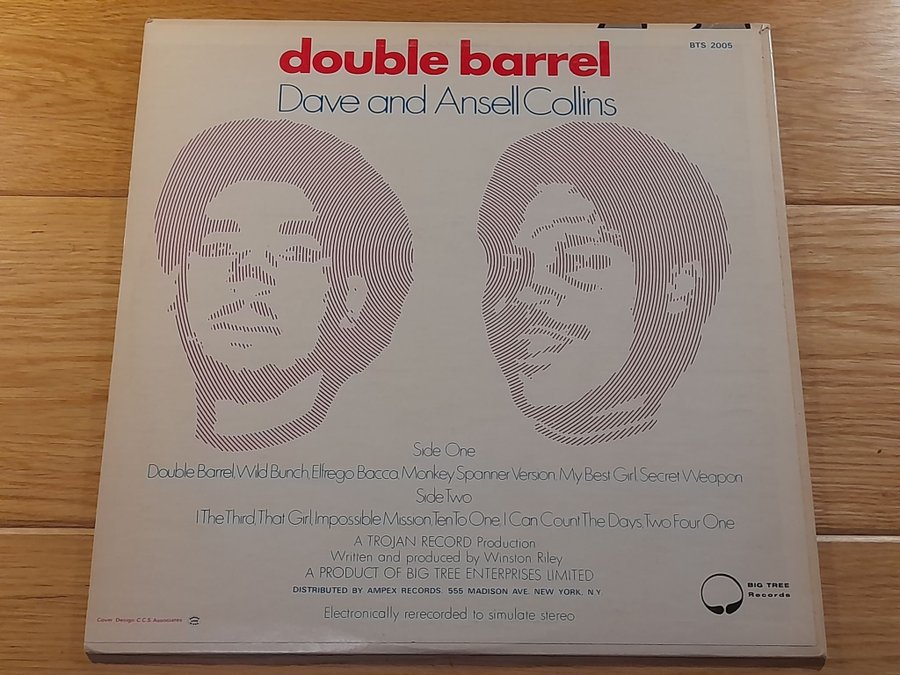 BTS 2005
double barrel
Dave and Ansell Collins
Side One
Double Barrel, Wild Bunch, Elfrego Bacca, Monkey Spanner Version, My Best Girl, Secret Weapon
Side Two
I The Third, That Girl, Impossible Mission, Ten To One, I Can Count The Days, Two Four One
A TROJAN RECORD Production
Written and produced by Winston Riley
A PRODUCT OF BIG TREE ENTERPRISES LIMITED
DISTRIBUTED BY AMPEX RECORDS. 555 MADISON AVE. NEW YORK, N.Y.
Electronically rerecorded to simulate stereo
BIG TREE
Records
Cover Design C.C.S. Associates